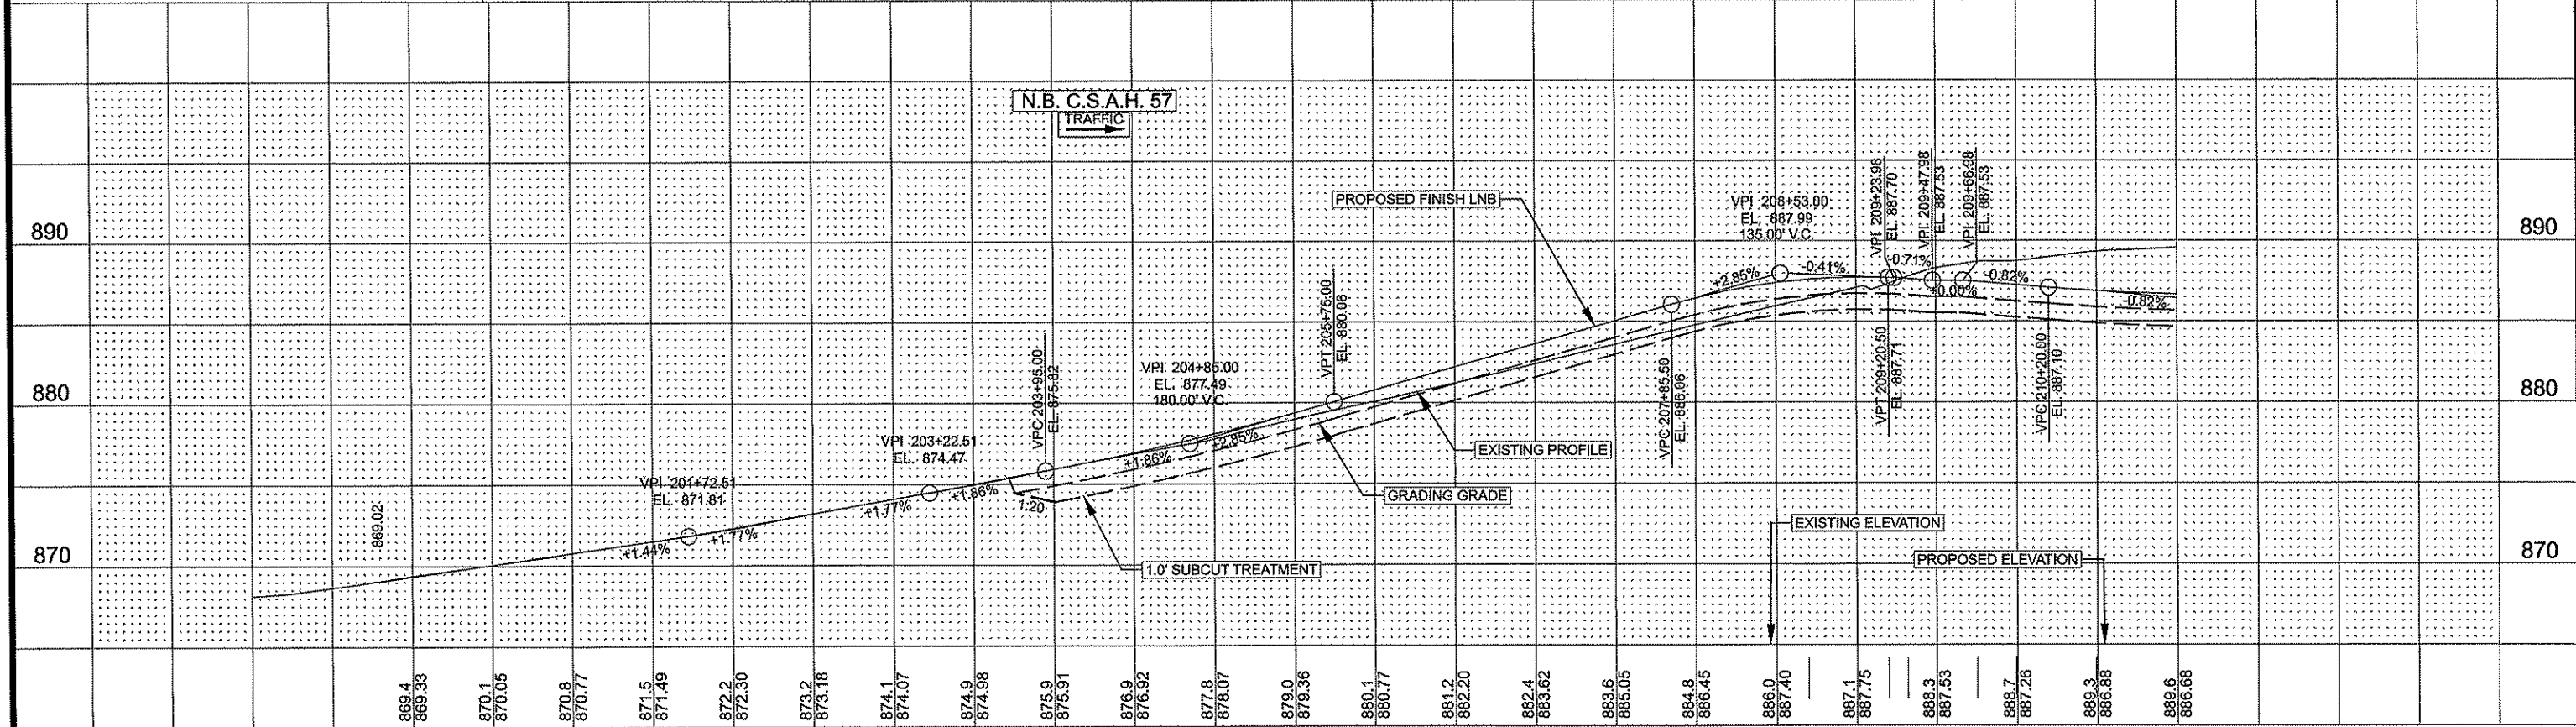 N.B. C.S.A.H. 57
TRAFFIC
PROPOSED FINISH LNB
VPI 208+53.00
EL. 887.99
135.00' V.C.
VPI 209+23.98
EL. 887.70
VPI 209+47.98
EL. 887.53
VPI 209+66.98
EL. 887.53
890
890
+2.85%
-0.41%
-0.71%
+0.00%
-0.82%
-0.82%
VPT 205+75.00
EL. 880.06
VPC 203+95.00
EL. 875.82
VPI 204+85.00
EL. 877.49
180.00' V.C.
VPC 207+85.50
EL. 886.06
VPT 209+20.50
EL. 887.71
VPC 210+20.00
EL. 887.10
880
880
VPI 203+22.51
EL. 874.47
+1.86%
+2.85%
EXISTING PROFILE
VPI 201+72.51
EL. 871.81
+1.77%
+1.86%
1:20
GRADING GRADE
869.02
+1.44%
+1.77%
EXISTING ELEVATION
870
870
1.0' SUBCUT TREATMENT
PROPOSED ELEVATION
869.4
869.33
870.1
870.05
870.8
870.77
871.5
871.49
872.2
872.30
873.2
873.18
874.1
874.07
874.9
874.98
875.9
875.91
876.9
876.92
877.8
878.07
879.0
879.36
880.1
880.77
881.2
882.20
882.4
883.62
883.6
885.05
884.8
886.45
886.0
887.40
887.1
887.75
888.3
887.53
888.7
887.26
889.3
886.88
889.6
886.68